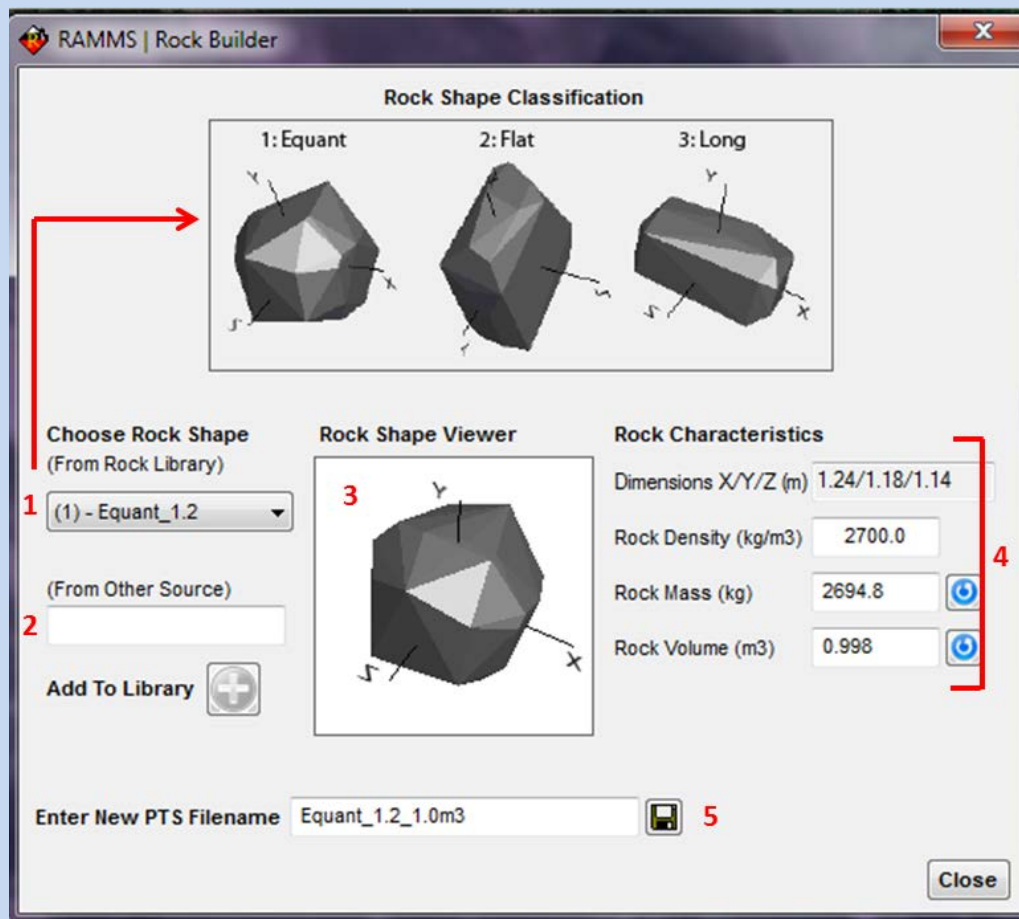 RAMMS | Rock Builder
X
Rock Shape Classification
1: Equant 2: Flat 3: Long
Y X Z
Y Z
Y Z X
Choose Rock Shape
(From Rock Library)
1 (1) - Equant_1.2
(From Other Source)
2
Add To Library
Rock Shape Viewer
3 Y
Z X
Rock Characteristics
Dimensions X/Y/Z (m) 1.24/1.18/1.14
Rock Density (kg/m3) 2700.0
Rock Mass (kg) 2694.8
Rock Volume (m3) 0.998
4
Enter New PTS Filename Equant_1.2_1.0m3 5
Close